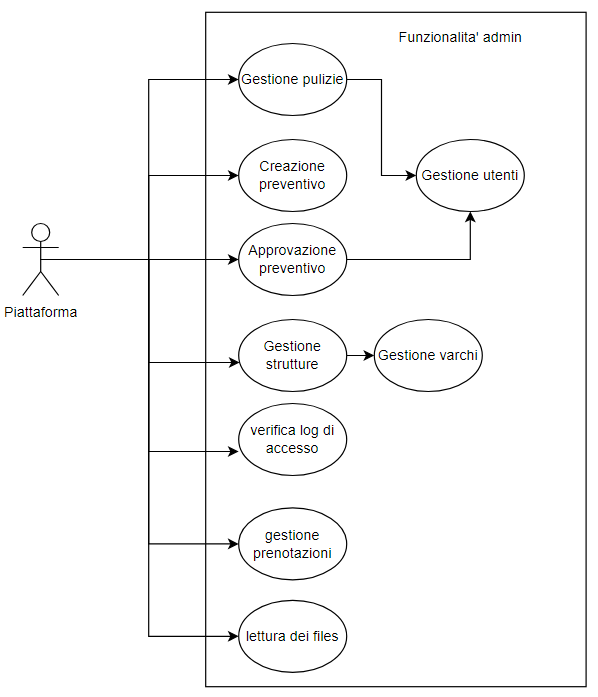 Funzionalita' admin
Gestione pulizie
Creazione
preventivo
Gestione utenti
Approvazione
preventivo
Piattaforma
Gestione
strutture
Gestione varchi
verifica log di
accesso
gestione
prenotazioni
lettura dei files